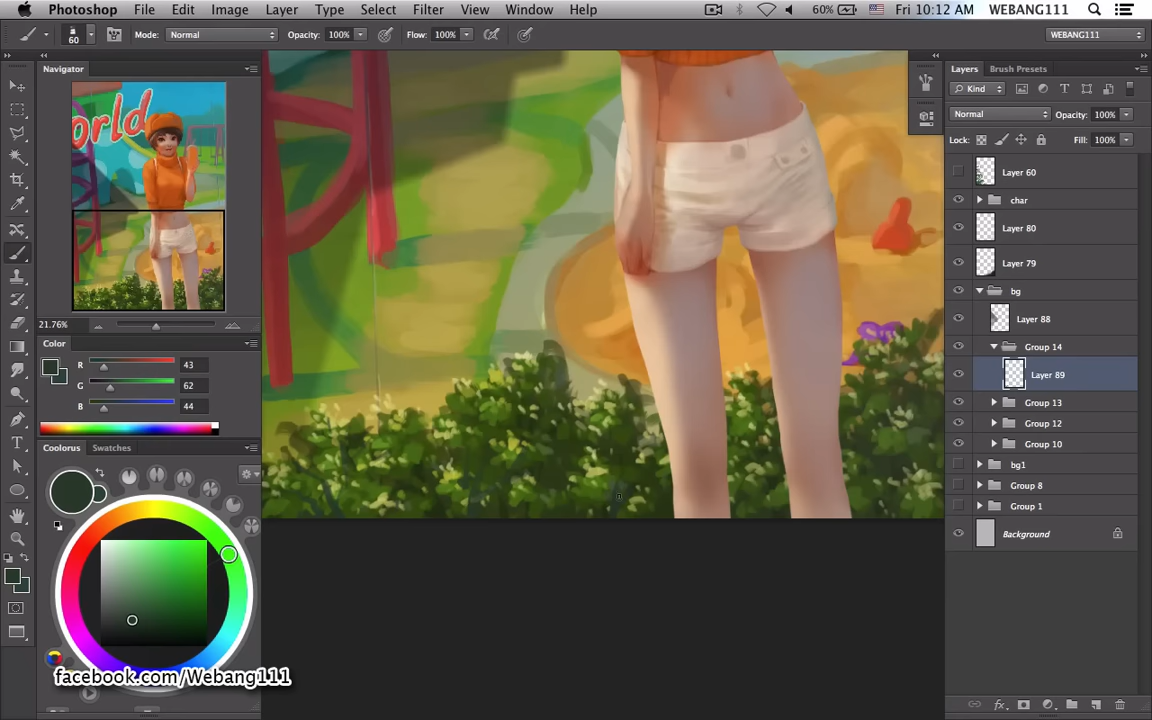 Photoshop File Edit Image Layer Type Select Filter View Window Help 60% Fri 10:12 AM WEBANG111
60 Mode: Normal Opacity: 100% Flow: 100% WEBANG111
Navigator
orld
21.76%
Color
R 43
G 62
B 44
Colorus Swatches
facebook.com/Webang111
Layers Brush Presets
Kind
Normal Opacity: 100%
Lock: Fill: 100%
Layer 60
char
Layer 80
Layer 79
bg
Layer 88
Group 14
Layer 89
Group 13
Group 12
Group 10
bg1
Group 8
Group 1
Background
fx